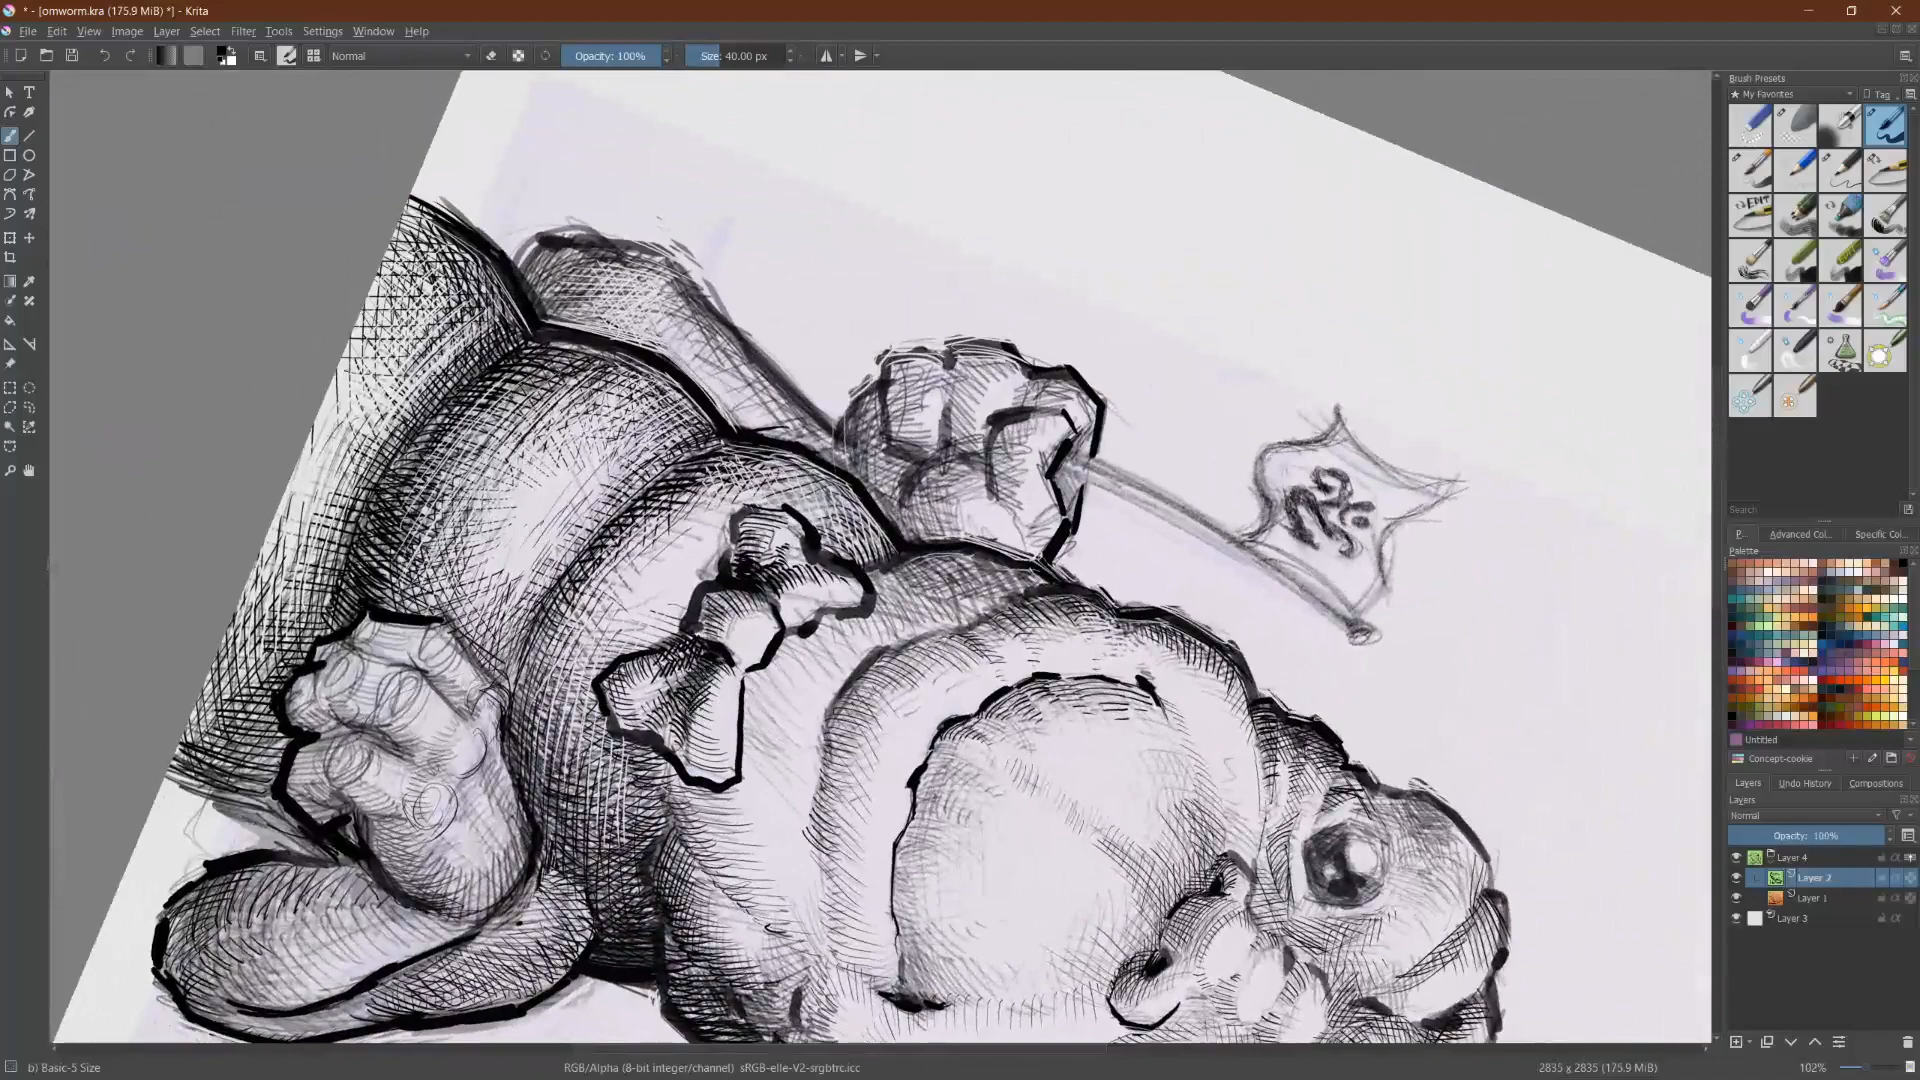 * - [omworm.kra (175.9 MiB) *] - Krita
File Edit View Image Layer Select Filter Tools Settings Window Help
Normal
Opacity: 100%
Size: 40.00 px
Brush Presets
My Favorites
Tag
EDIT
Search
P...
Advanced Col...
Specific Col...
Palette
Untitled
Concept-cookie
Layers
Undo History
Compositions
Layers
Normal
Opacity: 100%
Layer 4
Layer 2
Layer 1
Layer 3
b) Basic-5 Size
RGB/Alpha (8-bit integer/channel) sRGB-elle-V2-srgbtrc.icc
2835 x 2835 (175.9 MiB)
102%